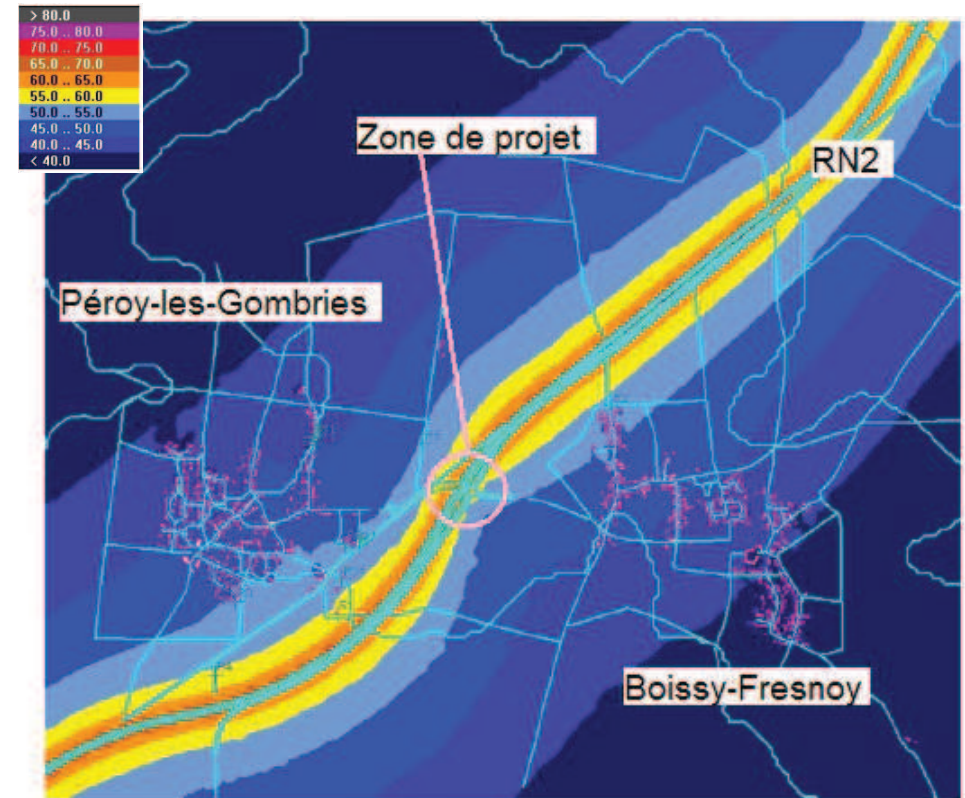 > 80.0
75.0 .. 80.0
70.0 .. 75.0
65.0 .. 70.0
60.0 .. 65.0
55.0 .. 60.0
50.0 .. 55.0
45.0 .. 50.0
40.0 .. 45.0
< 40.0
Zone de projet
RN2
Péroy-les-Gombries
Boissy-Fresnoy